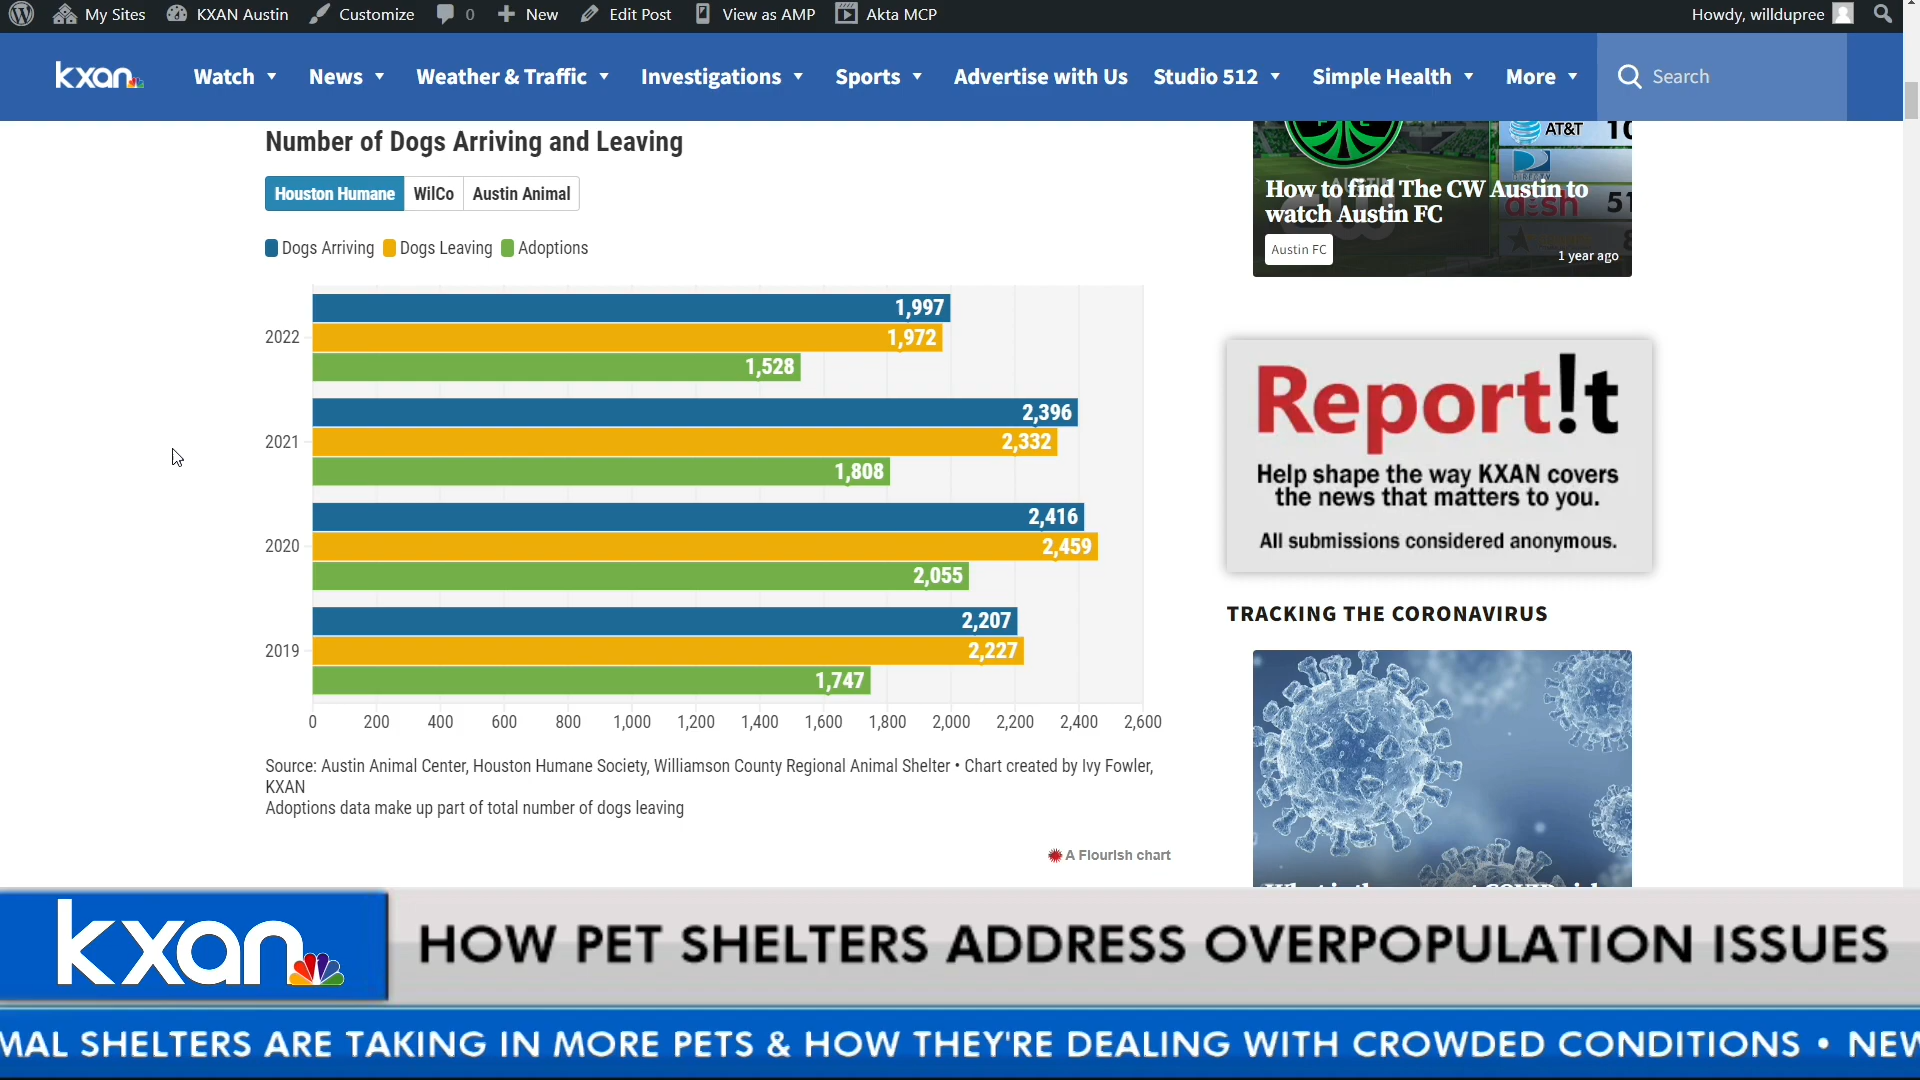 My Sites
KXAN Austin
Customize
0
New
Edit Post
View as AMP
Akta MCP
Howdy, willdupree
kxan
Watch
News
Weather & Traffic
Investigations
Sports
Advertise with Us
Studio 512
Simple Health
More
Search
Number of Dogs Arriving and Leaving
Houston Humane
WilCo
Austin Animal
Dogs Arriving
Dogs Leaving
Adoptions
2022
1,997
1,972
1,528
2021
2,396
2,332
1,808
2020
2,416
2,459
2,055
2019
2,207
2,227
1,747
0 200 400 600 800 1,000 1,200 1,400 1,600 1,800 2,000 2,200 2,400 2,600
Source: Austin Animal Center, Houston Humane Society, Williamson County Regional Animal Shelter • Chart created by Ivy Fowler,
KXAN
Adoptions data make up part of total number of dogs leaving
A Flourish chart
AT&T
dish
How to find The CW Austin to
watch Austin FC
Austin FC
1 year ago
Report!t
Help shape the way KXAN covers
the news that matters to you.
All submissions considered anonymous.
TRACKING THE CORONAVIRUS
kxan
HOW PET SHELTERS ADDRESS OVERPOPULATION ISSUES
MAL SHELTERS ARE TAKING IN MORE PETS & HOW THEY'RE DEALING WITH CROWDED CONDITIONS • NEW